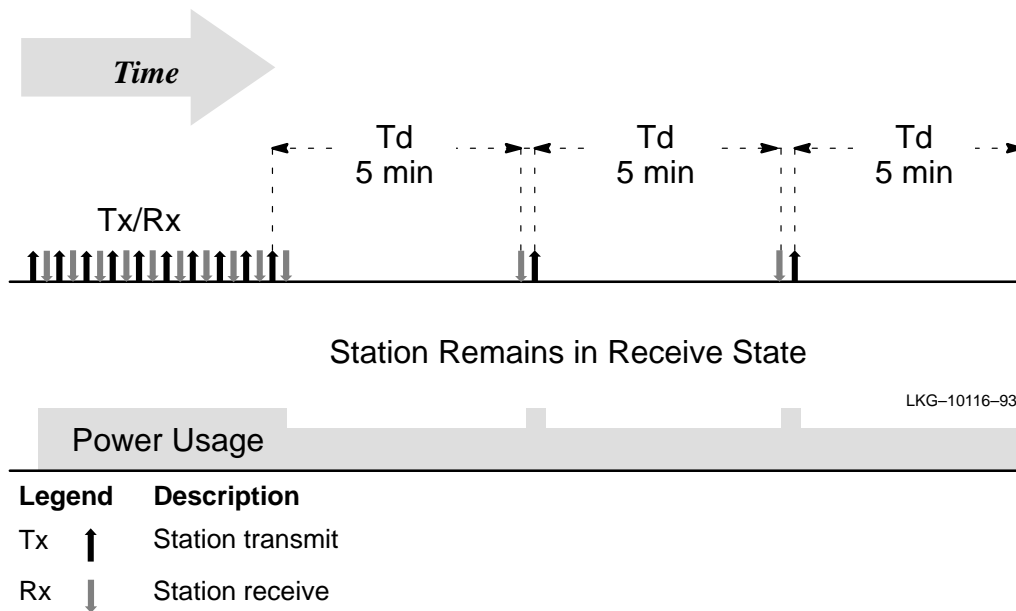 Time
Td
5 min
Td
5 min
Td
5 min
Tx/Rx
Station Remains in Receive State
LKG–10116–93
Power Usage
Legend Description
Tx Station transmit
Rx Station receive